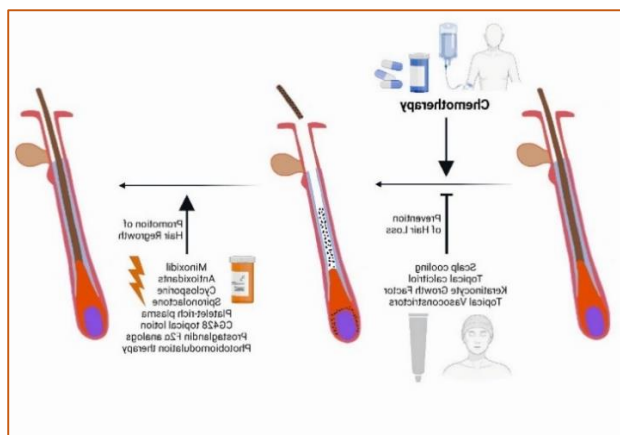 Chemotherapy
Prevention
of Hair Loss
Scalp cooling
Topical calcitriol
Keratinocyte Growth Factor
Topical Vasoconstrictors
Promotion of
Hair Regrowth
Minoxidil
Antioxidants
Cyclosporine
Spironolactone
Platelet-rich plasma
CG428 topical lotion
Prostaglandin F2α analogs
Photobiomodulation therapy